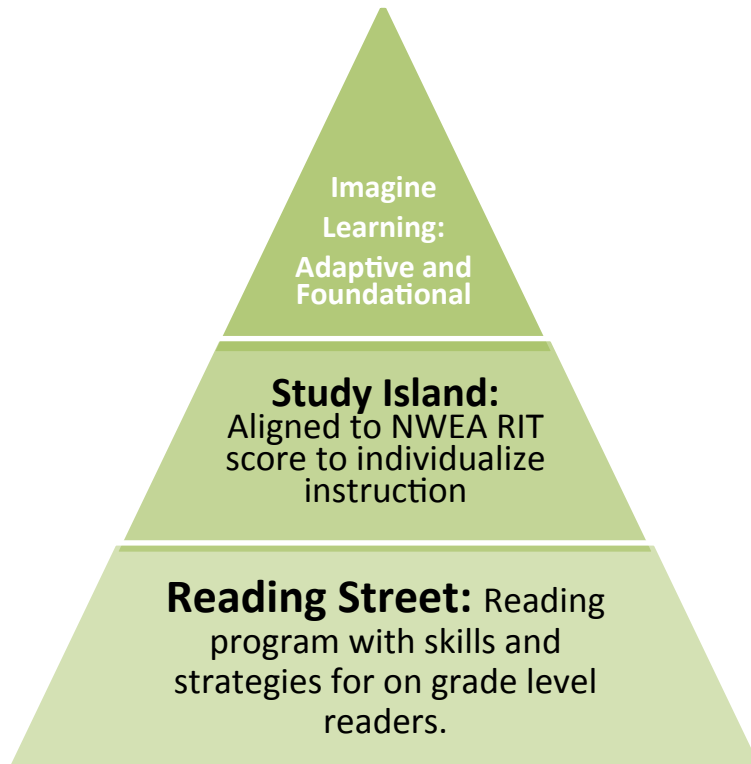 Imagine
Learning:
Adaptive and
Foundational
Study Island:
Aligned to NWEA RIT
score to individualize
instruction
Reading Street: Reading
program with skills and
strategies for on grade level
readers.